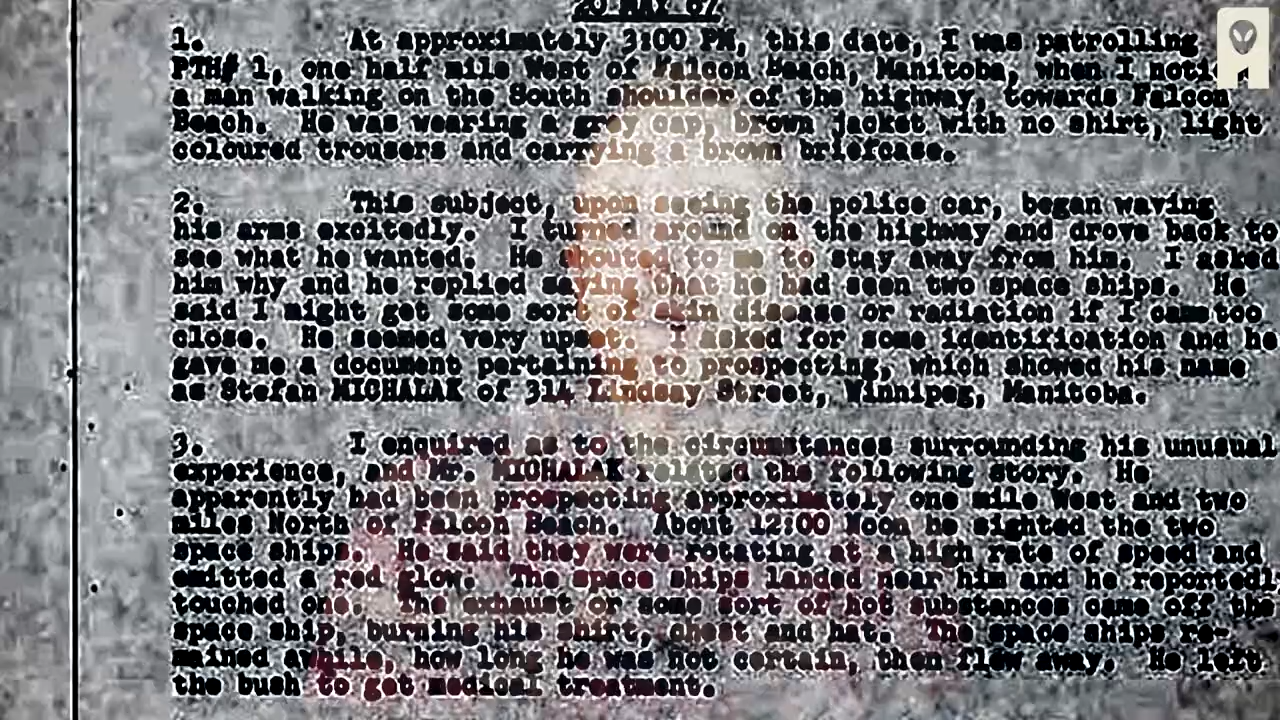 20 MAY 67
1. At approximately 3:00 PM, this date, I was patrolling
PTH# 1, one half mile West of Falcon Beach, Manitoba, when I notic
a man walking on the South shoulder of the highway, towards Falcon
Beach. He was wearing a grey cap, brown jacket with no shirt, light
coloured trousers and carrying a brown briefcase.
2. This subject, upon seeing the police car, began waving
his arms excitedly. I turned around on the highway and drove back to
see what he wanted. He shouted to me to stay away from him. I asked
him why and he replied saying that he had seen two space ships. He
said I might get some sort of skin disease or radiation if I came too
close. He seemed very upset. I asked for some identification and he
gave me a document pertaining to prospecting, which showed his name
as Stefan MICHALAK of 314 Lindsay Street, Winnipeg, Manitoba.
3. I enquired as to the circumstances surrounding his unusual
experience, and Mr. MICHALAK related the following story. He
apparently had been prospecting approximately one mile West and two
miles North of Falcon Beach. About 12:00 Noon he sighted the two
space ships. He said they were rotating at a high rate of speed and
emitted a red glow. The space ships landed near him and he reportedl
touched one. The exhaust or some sort of hot substances came off the
space ship, burning his shirt, chest and hat. The space ships re-
mained awhile, how long he was not certain, then flew away. He left
the bush to get medical treatment.